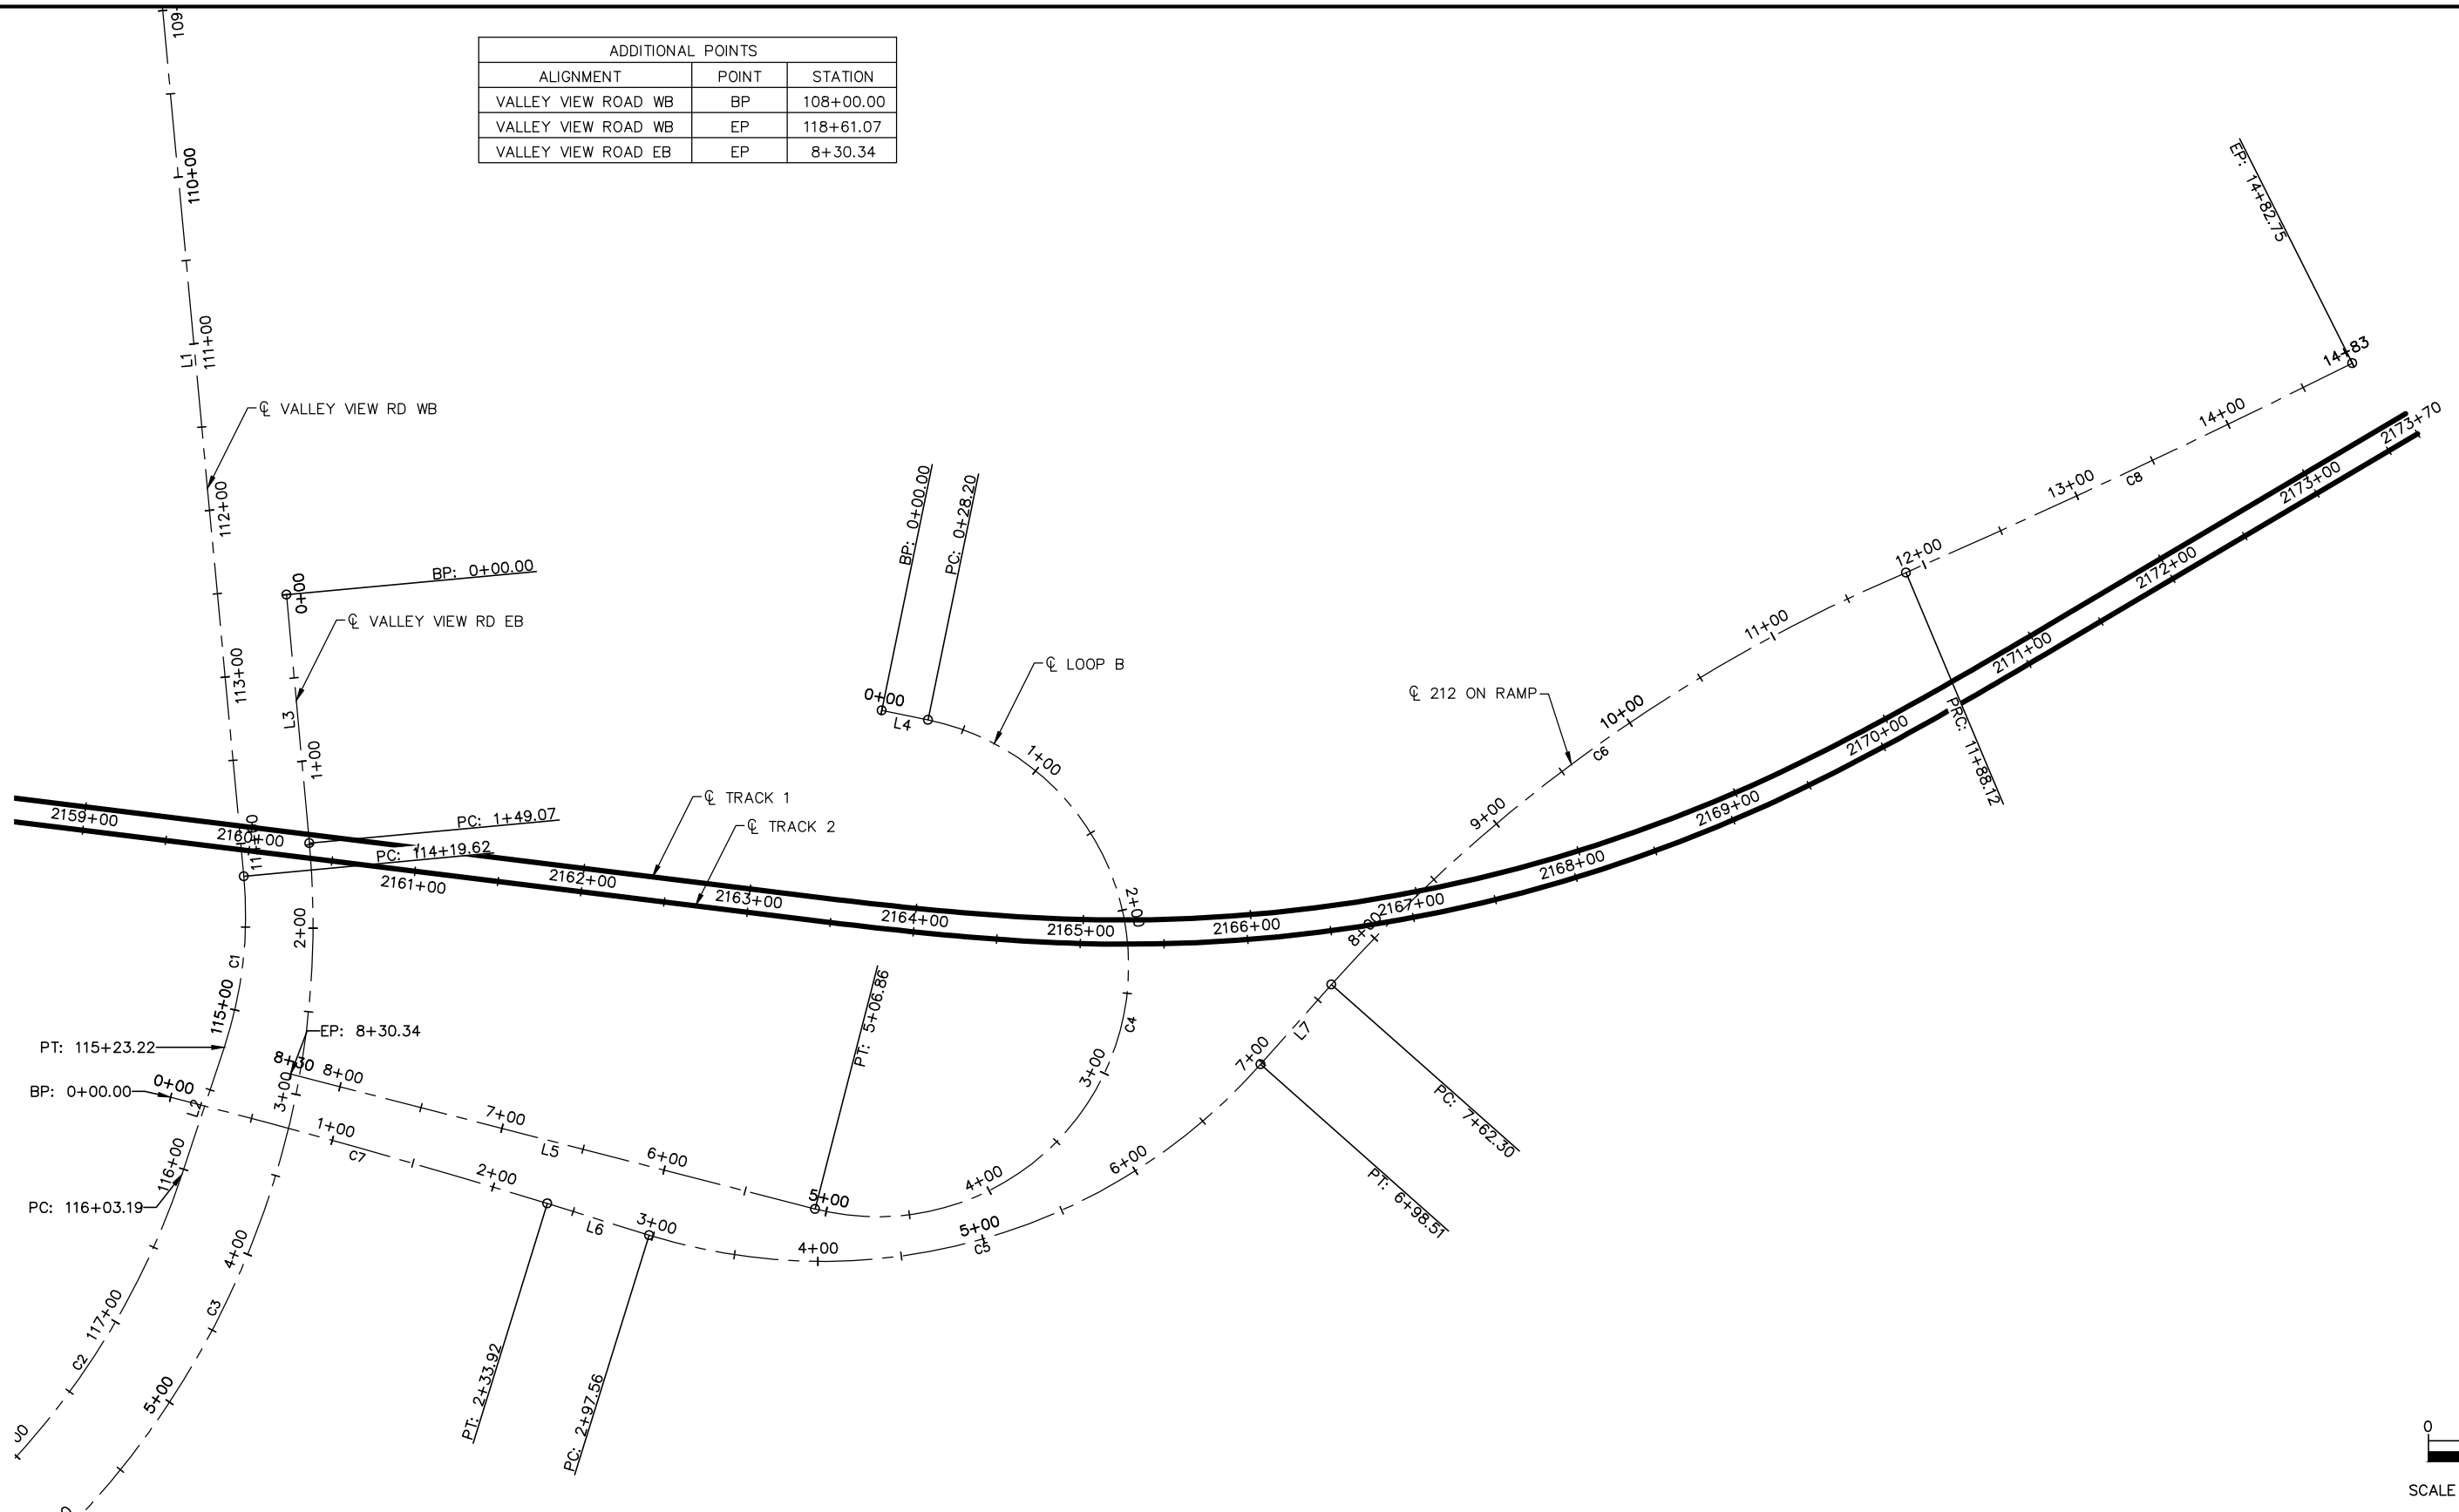 ADDITIONAL POINTS
ALIGNMENT POINT STATION
VALLEY VIEW ROAD WB BP 108+00.00
VALLEY VIEW ROAD WB EP 118+61.07
VALLEY VIEW ROAD EB EP 8+30.34
109+
110+00
L1
111+00
℄ VALLEY VIEW RD WB
112+00
113+00
BP: 0+00.00
0+00
℄ VALLEY VIEW RD EB
L3
1+00
PC: 1+49.07
PC: 114+19.62
2159+00
2160+00
2161+00
2162+00
2163+00
2164+00
2165+00
2166+00
2167+00
2168+00
2169+00
2170+00
2171+00
2172+00
2173+00
2173+70
℄ TRACK 1
℄ TRACK 2
2+00
C1
115+00
PT: 115+23.22
BP: 0+00.00
0+00
L2
116+00
PC: 116+03.19
117+00
C2
00
EP: 8+30.34
8+30
8+00
3+00
1+00
C7
7+00
L5
6+00
2+00
L6
3+00
4+00
C3
5+00
PT: 2+33.92
PC: 2+97.56
BP: 0+00.00
PC: 0+28.20
0+00
L4
℄ LOOP B
1+00
2+00
C4
3+00
4+00
5+00
PT: 5+06.86
4+00
5+00
C5
6+00
7+00
L7
PT: 6+98.51
PC: 7+62.30
8+00
9+00
℄ 212 ON RAMP
C6
10+00
11+00
12+00
PRC: 11+88.12
13+00
C8
14+00
14+83
EP: 14+82.75
0
SCALE